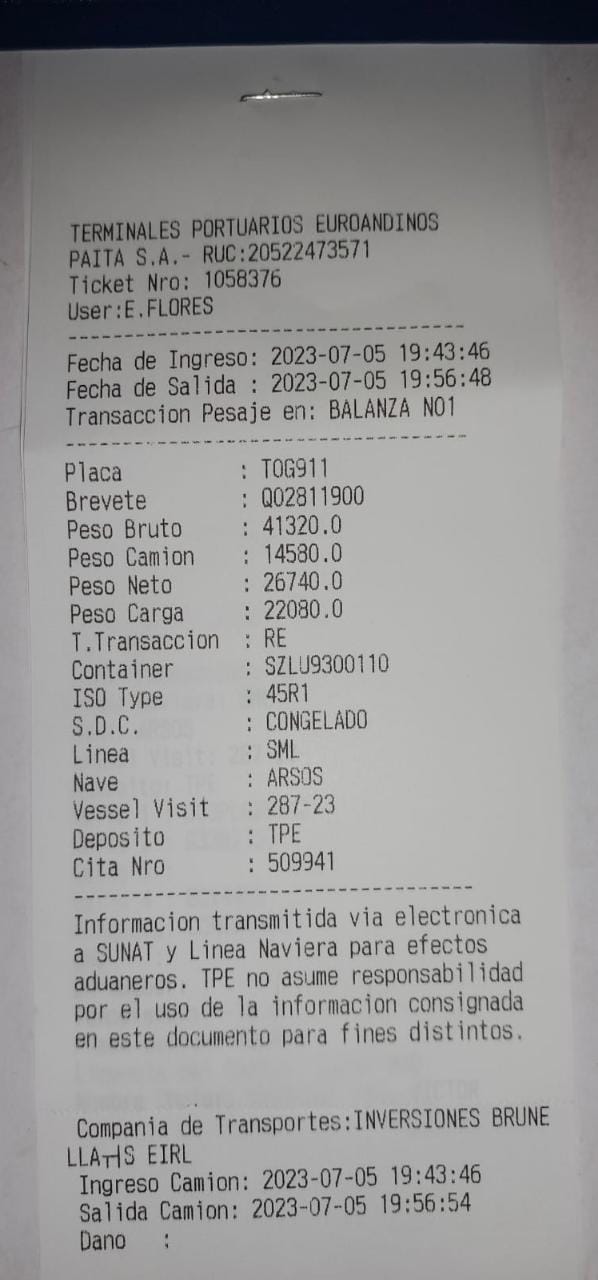 TERMINALES PORTUARIOS EUROANDINOS
PAITA S.A.- RUC:20522473571
Ticket Nro: 1058376
User:E.FLORES
Fecha de Ingreso: 2023-07-05 19:43:46
Fecha de Salida : 2023-07-05 19:56:48
Transaccion Pesaje en: BALANZA NO1
Placa : TOG911
Brevete : Q02811900
Peso Bruto : 41320.0
Peso Camion : 14580.0
Peso Neto : 26740.0
Peso Carga : 22080.0
T.Transaccion : RE
Container : SZLU9300110
ISO Type : 45R1
S.D.C. : CONGELADO
Linea : SML
Nave : ARSOS
Vessel Visit : 287-23
Deposito : TPE
Cita Nro : 509941
Informacion transmitida via electronica
a SUNAT y Linea Naviera para efectos
aduaneros. TPE no asume responsabilidad
por el uso de la informacion consignada
en este documento para fines distintos.
Compania de Transportes:INVERSIONES BRUNE
EIRL
Ingreso Camion: 2023-07-05 19:43:46
Salida Camion: 2023-07-05 19:56:54
Dano :